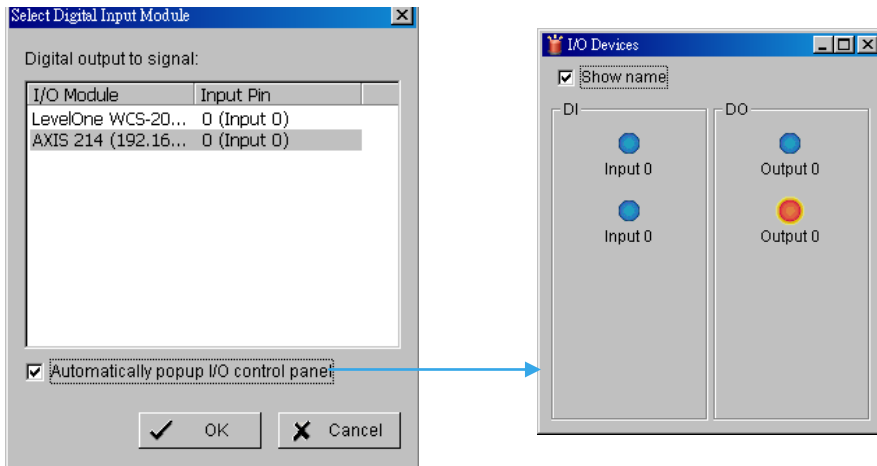 Select Digital Input Module
Digital output to signal:
I/O Module Input Pin
LevelOne WCS-20... 0 (Input 0)
AXIS 214 (192.16... 0 (Input 0)
Automatically popup I/O control panel
OK Cancel
I/O Devices
Show name
DI DO
Input 0 Output 0
Input 0 Output 0